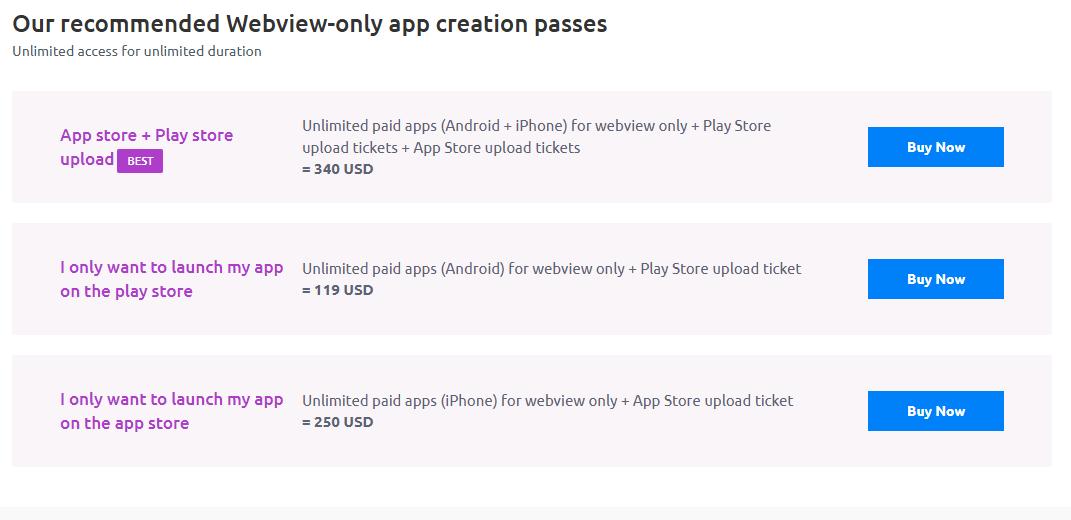 Our recommended Webview-only app creation passes
Unlimited access for unlimited duration
App store + Play store
upload BEST
Unlimited paid apps (Android + iPhone) for webview only + Play Store
upload tickets + App Store upload tickets
= 340 USD
Buy Now
I only want to launch my app
on the play store
Unlimited paid apps (Android) for webview only + Play Store upload ticket
= 119 USD
Buy Now
I only want to launch my app
on the app store
Unlimited paid apps (iPhone) for webview only + App Store upload ticket
= 250 USD
Buy Now